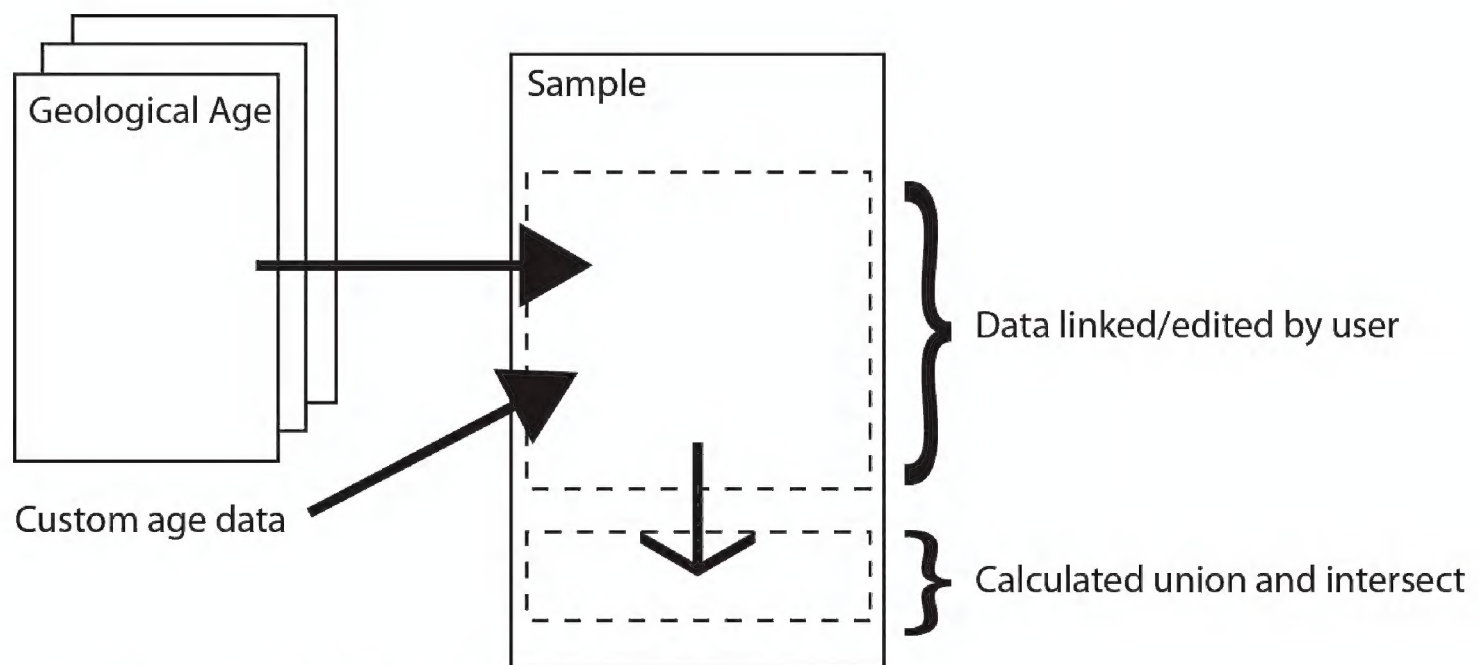 Geological Age
Sample
Data linked/edited by user
Custom age data
Calculated union and intersect